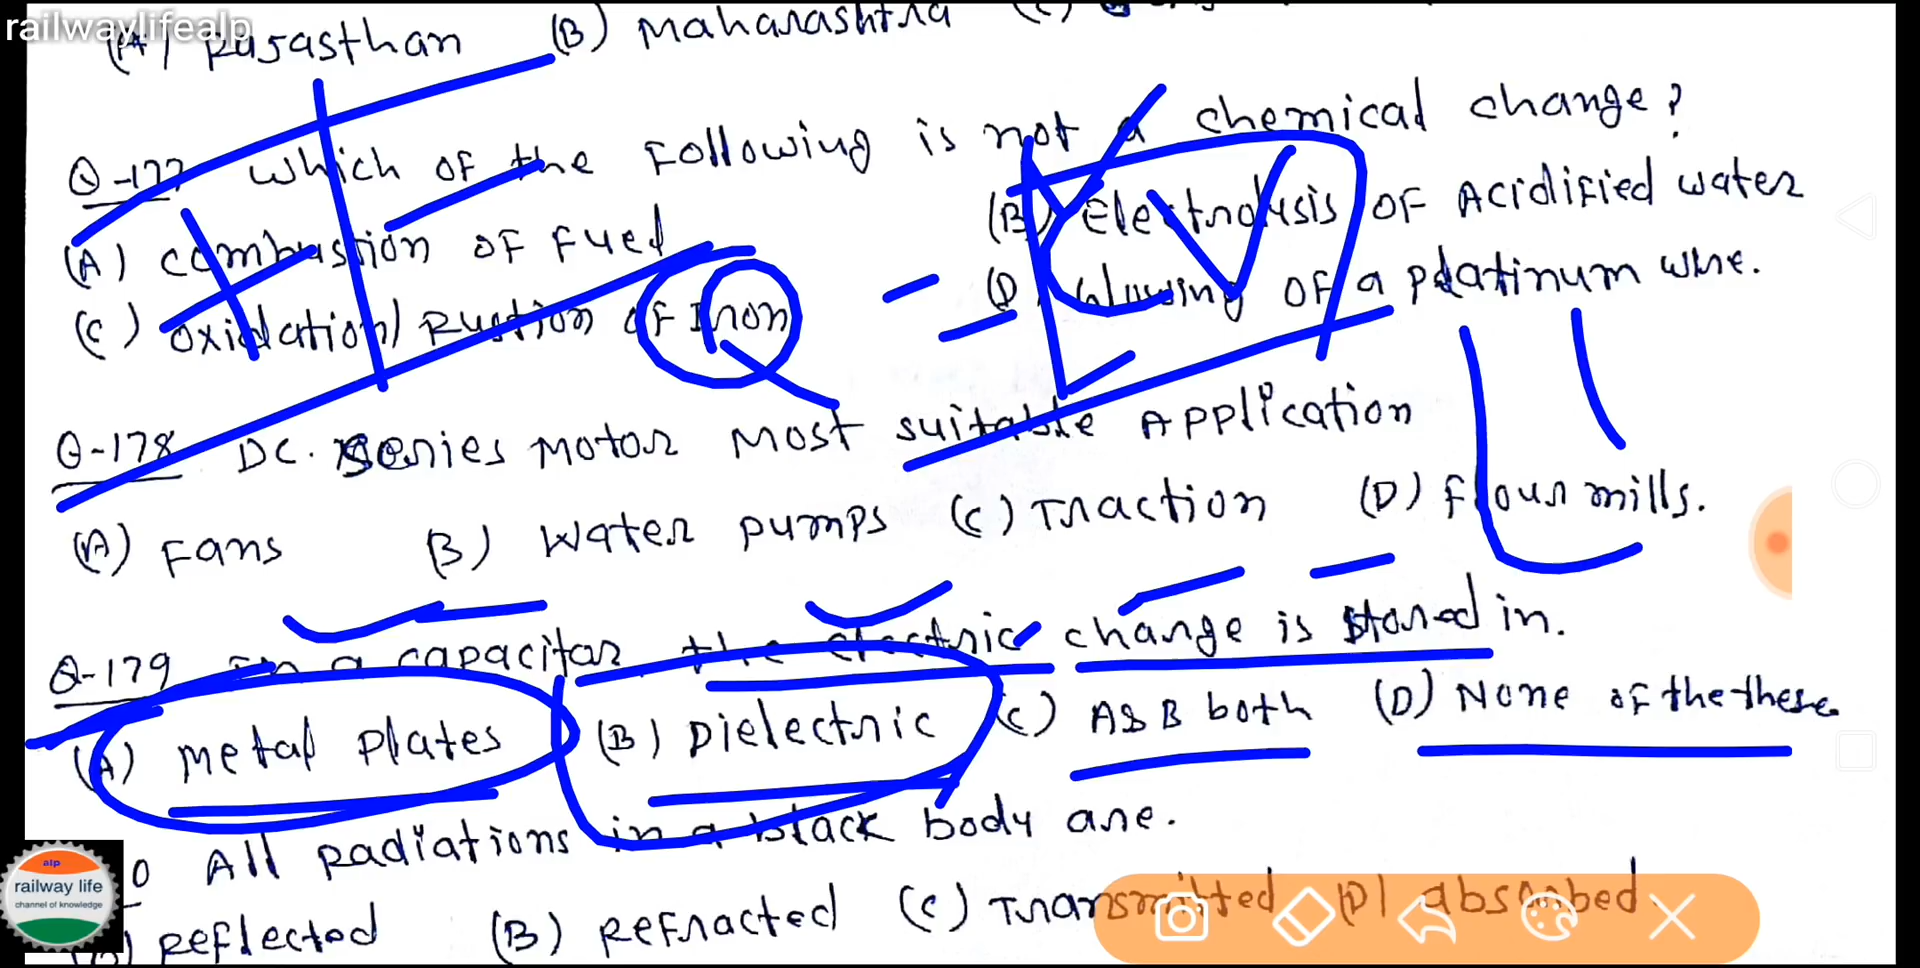 railwaylifealp
(A) Rajasthan (B) Maharashtra (C)
Q-177 which of the Following is not a chemical change?
(A) combustion of Fuel (B) Electrolysis of Acidified water
(C) oxidation/Rustion of Iron (D) Glowing of a platinum wire.
Q-178 DC. series motor most suitable Application
(A) Fans (B) Water pumps (C) Traction (D) Flour mills.
Q-179 In a capacitor the electric charge is stored in.
(A) metal plates (B) Dielectric (C) A & B both (D) None of the these
0 All Radiations in a black body are.
(A) Reflected (B) Refracted (C) Transmitted (D) absorbed.
alp
railway life
channel of knowledge